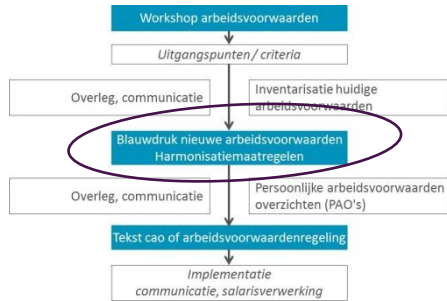 Workshop arbeidsvoorwaarden
Uitgangspunten / criteria
Overleg, communicatie
Inventarisatie huidige
arbeidsvoorwaarden
Blauwdruk nieuwe arbeidsvoorwaarden
Harmonisatiemaatregelen
Overleg, communicatie
Persoonlijke arbeidsvoorwaarden
overzichten (PAO's)
Tekst cao of arbeidsvoorwaardenregeling
Implementatie
communicatie, salarisverwerking